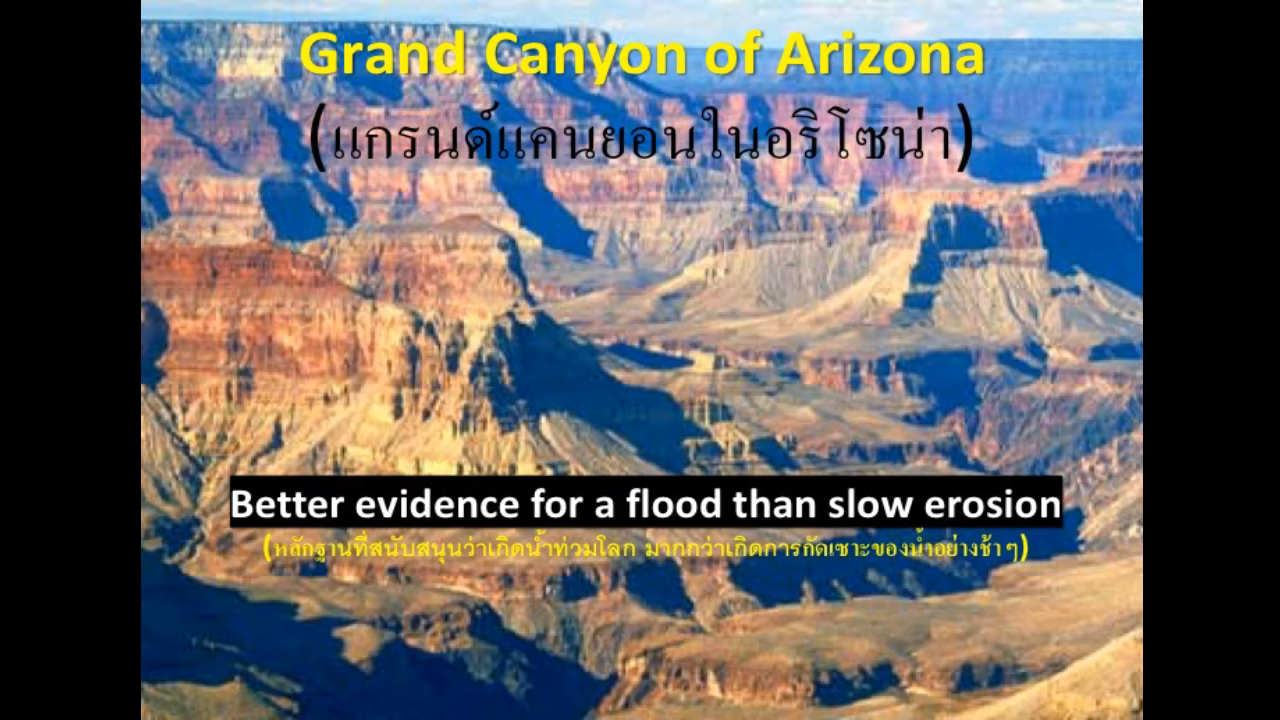 Grand Canyon of Arizona
(แกรนด์แคนยอนในอริโซน่า)
Better evidence for a flood than slow erosion
(หลักฐานที่สนับสนุนว่าเกิดน้ำท่วมโลก มากกว่าเกิดการกัดเซาะของน้ำอย่างช้าๆ)